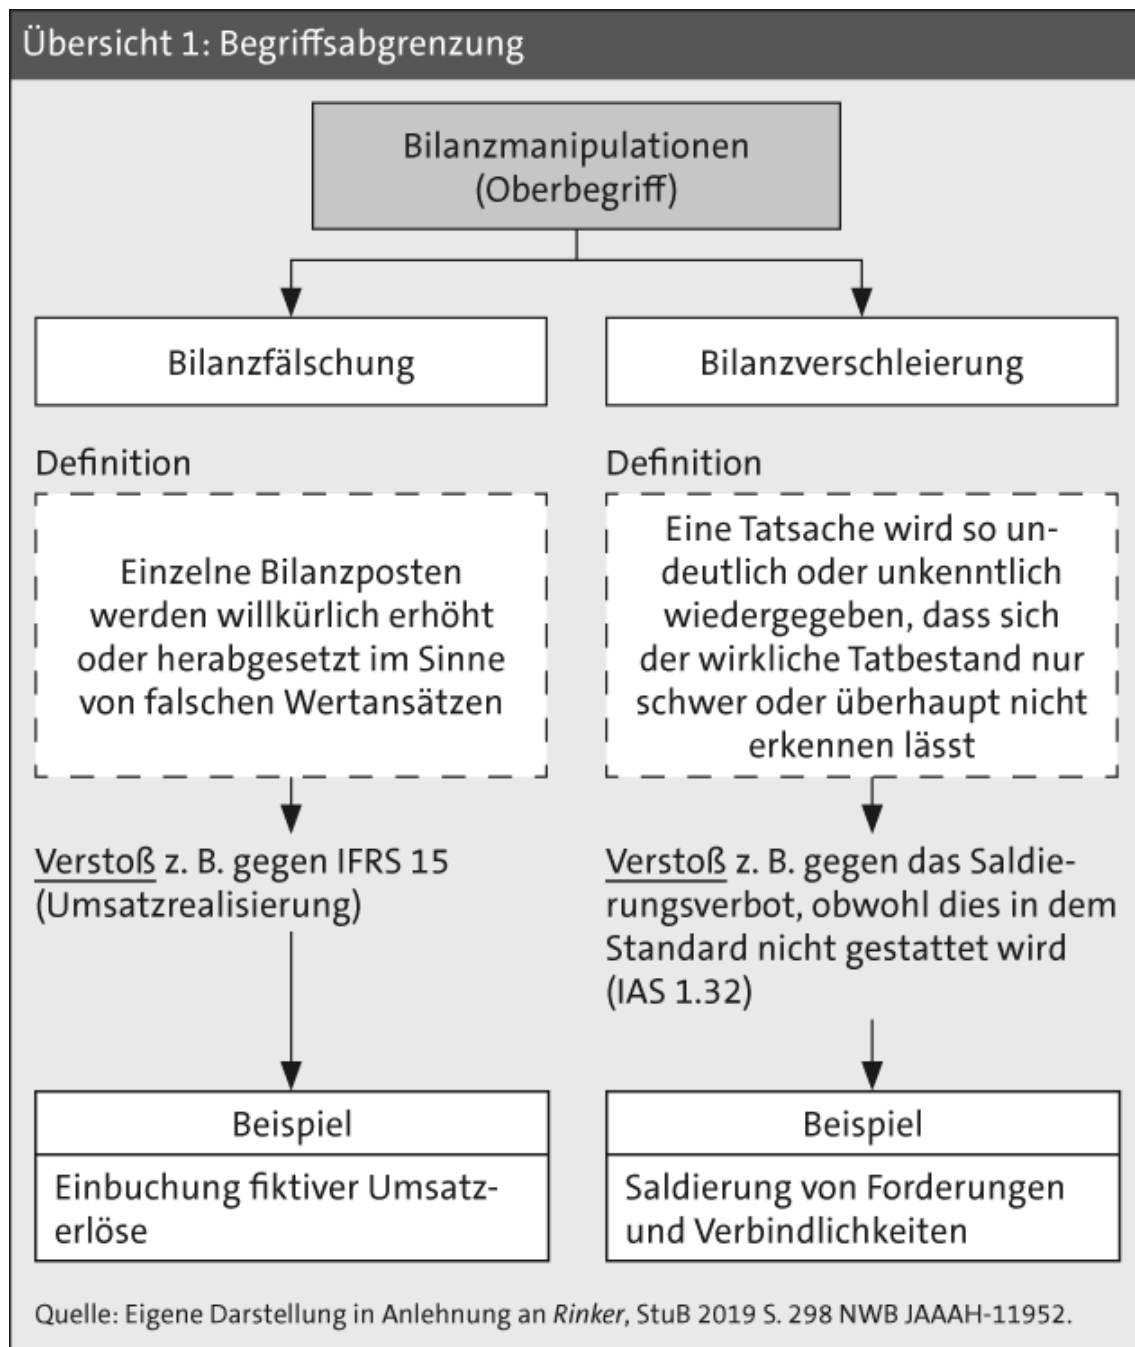 Übersicht 1: Begriffsabgrenzung
Bilanzmanipulationen
(Oberbegriff)
Bilanzfälschung
Definition
Einzelne Bilanzposten
werden willkürlich erhöht
oder herabgesetzt im Sinne
von falschen Wertansätzen
Verstoß z. B. gegen IFRS 15
(Umsatzrealisierung)
Beispiel
Einbuchung fiktiver Umsatz-
erlöse
Bilanzverschleierung
Definition
Eine Tatsache wird so un-
deutlich oder unkenntlich
wiedergegeben, dass sich
der wirkliche Tatbestand nur
schwer oder überhaupt nicht
erkennen lässt
Verstoß z. B. gegen das Saldie-
rungsverbot, obwohl dies in dem
Standard nicht gestattet wird
(IAS 1.32)
Beispiel
Saldierung von Forderungen
und Verbindlichkeiten
Quelle: Eigene Darstellung in Anlehnung an Rinker, StuB 2019 S. 298 NWB JAAAH-11952.